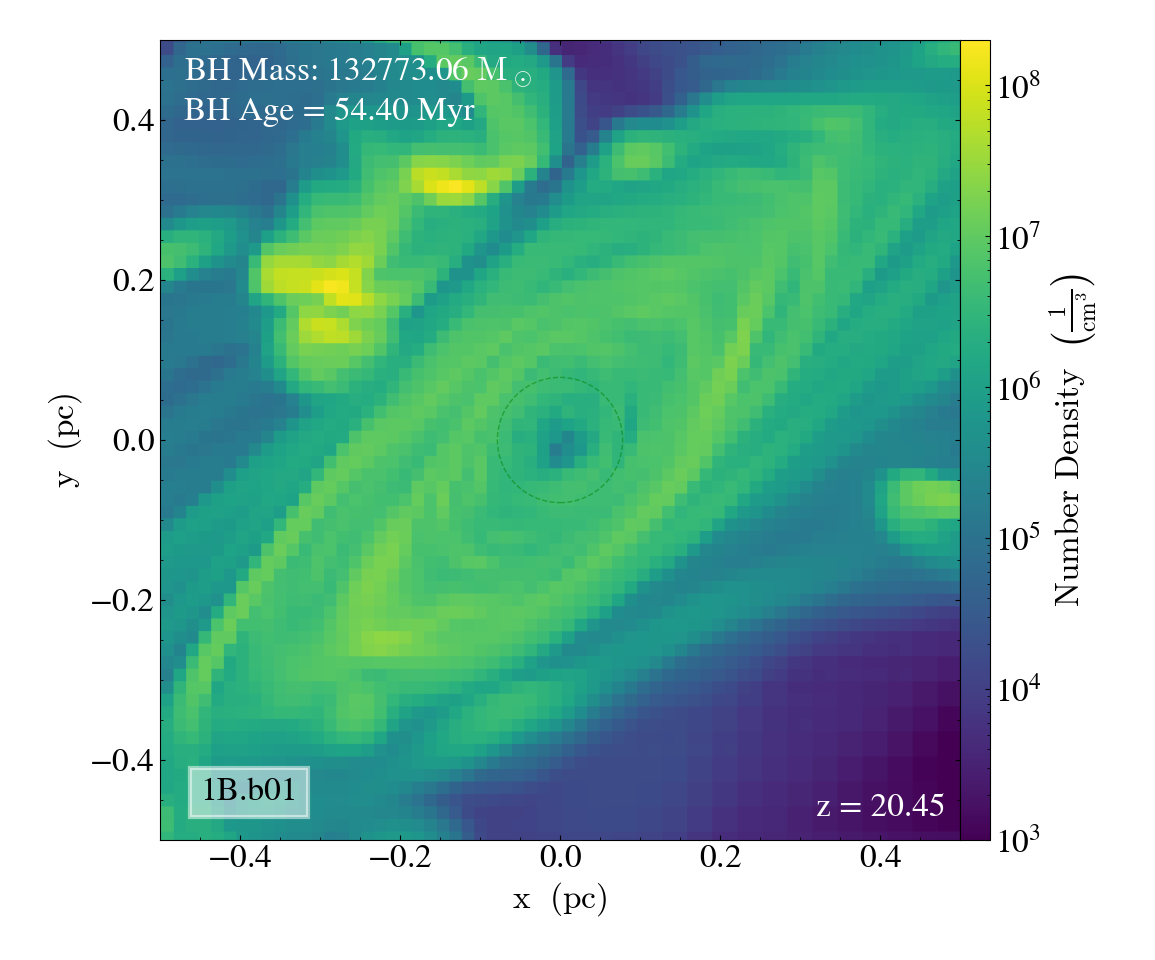 BH Mass: 132773.06 M☉
BH Age = 54.40 Myr
0.4
0.2
0.0
−0.2
−0.4
y (pc)
1B.b01
z = 20.45
−0.4 −0.2 0.0 0.2 0.4
x (pc)
10⁸
10⁷
10⁶
10⁵
10⁴
10³
Number Density (1/cm³)